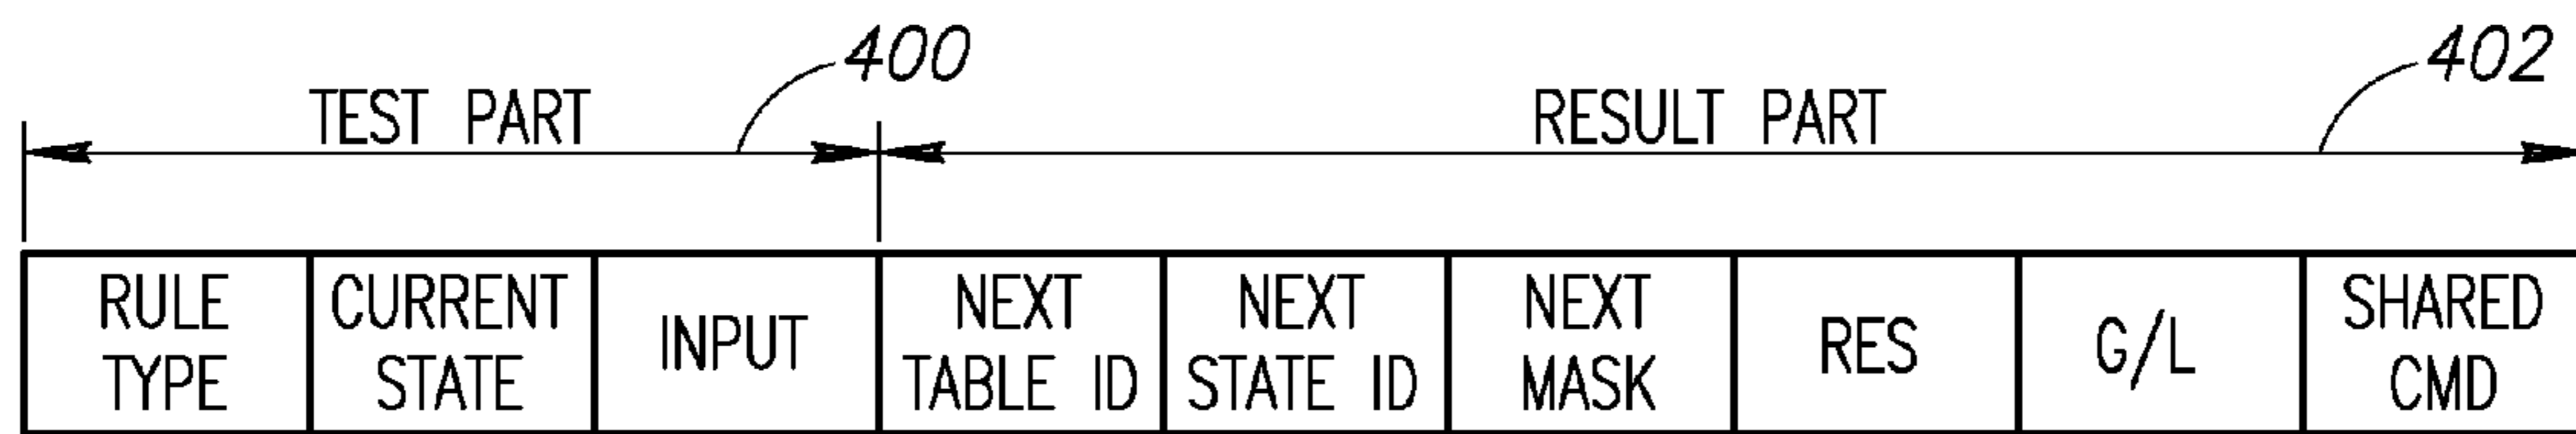 400
402
TEST PART
RESULT PART
RULE
TYPE
CURRENT
STATE
INPUT
NEXT
TABLE ID
NEXT
STATE ID
NEXT
MASK
RES
G/L
SHARED
CMD